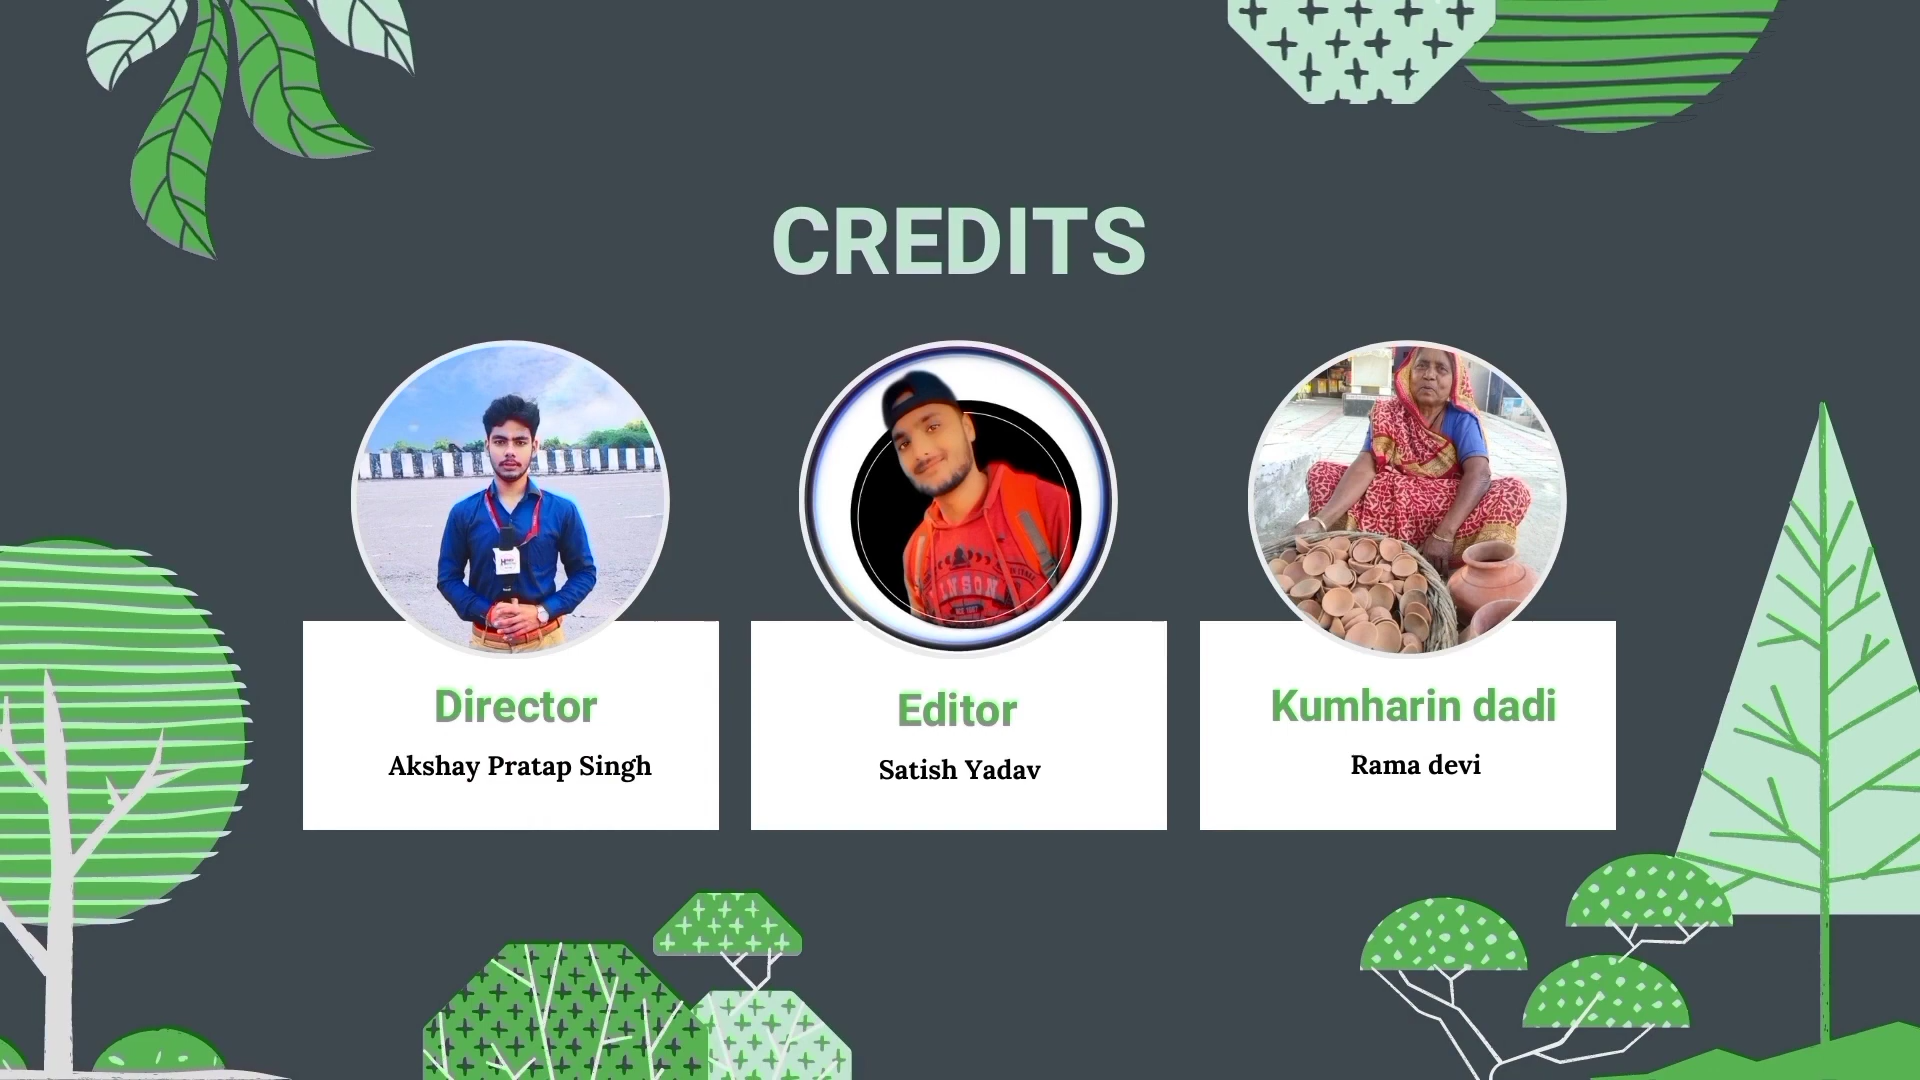 CREDITS
Director
Akshay Pratap Singh
Editor
Satish Yadav
Kumharin dadi
Rama devi